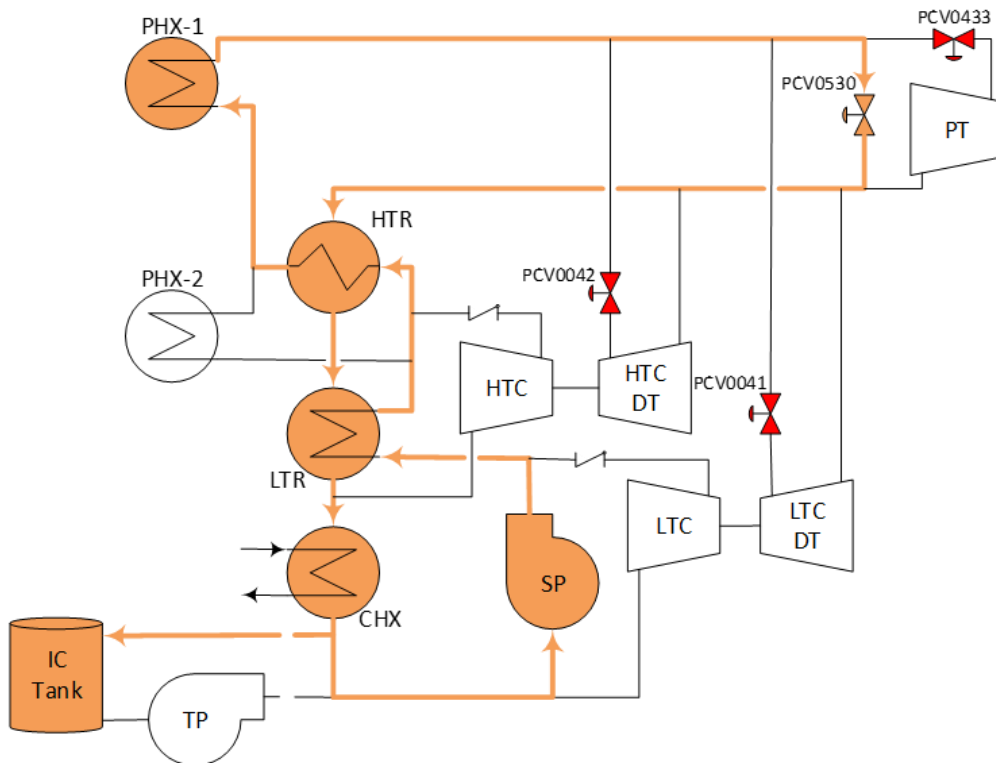 PHX-1
PCV0433
PCV0530
PT
HTR
PHX-2
PCV0042
HTC
HTC
DT
PCV0041
LTR
LTC
LTC
DT
SP
CHX
IC
Tank
TP